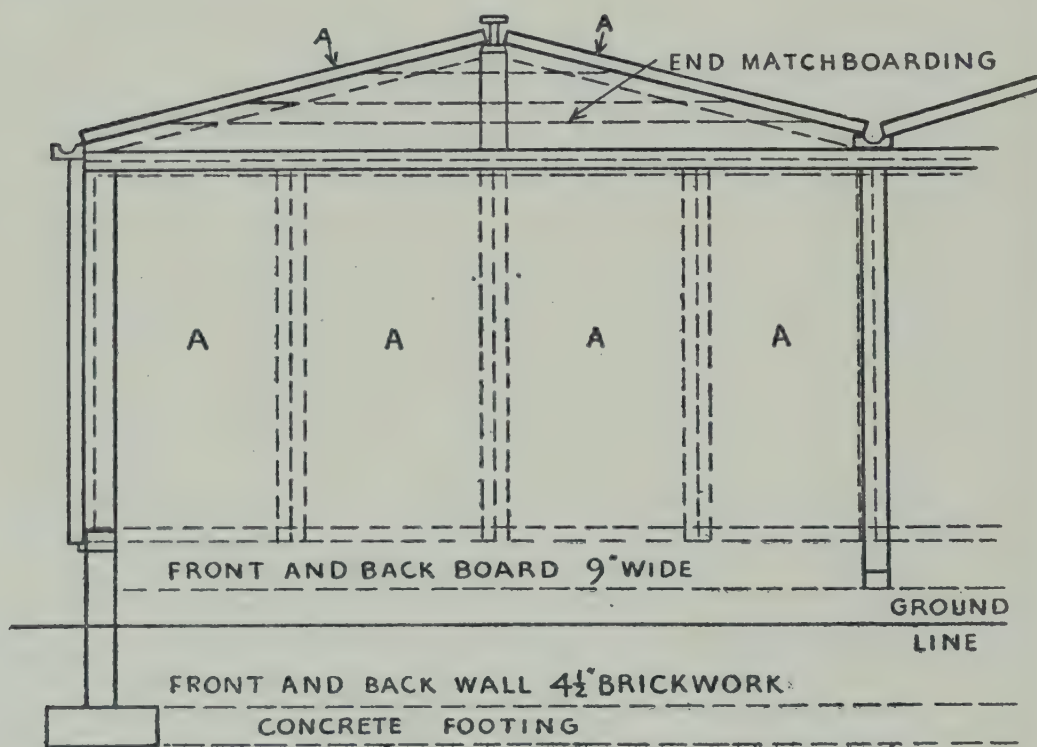 A
A
END MATCHBOARDING
A
A
A
A
FRONT AND BACK BOARD 9" WIDE
GROUND
LINE
FRONT AND BACK WALL 4½" BRICKWORK
CONCRETE FOOTING